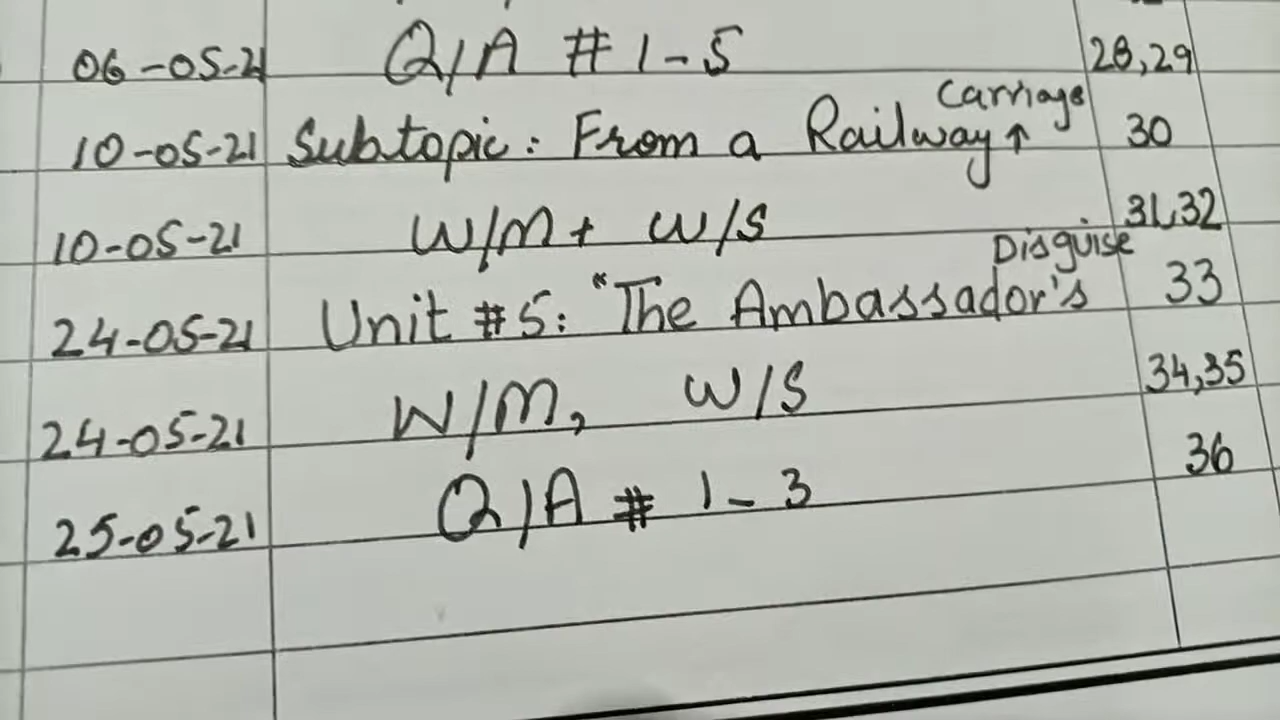 06-05-21 Q/A # 1-5 28,29
10-05-21 Subtopic: From a Railway ↑ Carriage 30
10-05-21 W/M + W/S 31,32
24-05-21 Unit #5: "The Ambassador's Disguise 33
24-05-21 W/M, W/S 34,35
25-05-21 Q/A # 1-3 36